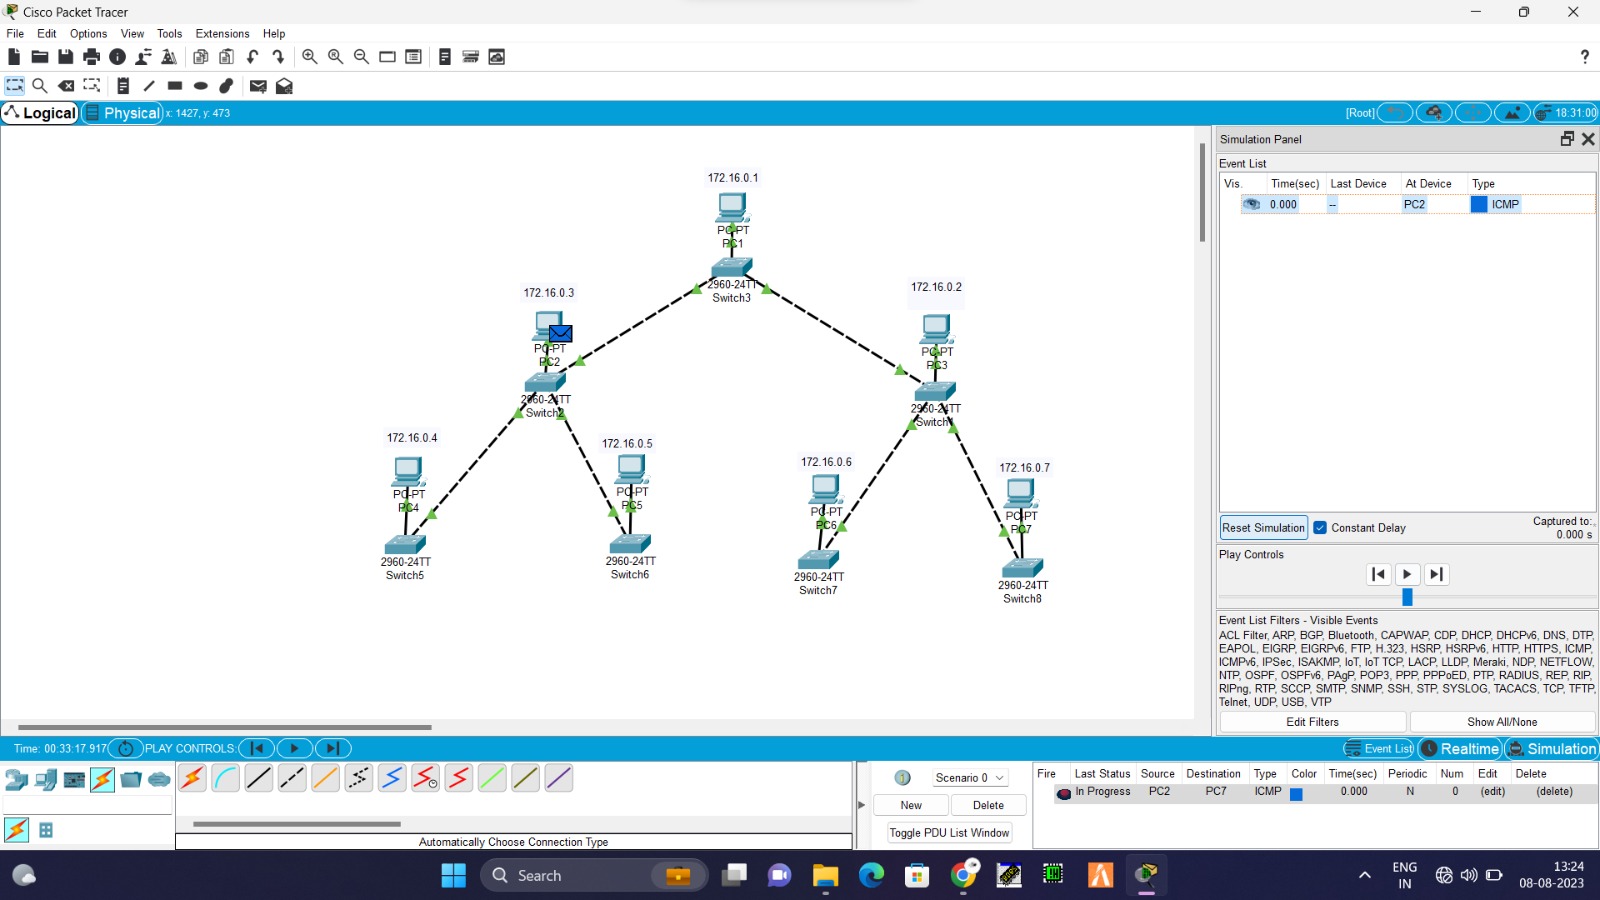 Cisco Packet Tracer
File Edit Options View Tools Extensions Help
?
Logical Physical x: 1427, y: 473 [Root] 18:31:00
Simulation Panel
Event List
Vis. Time(sec) Last Device At Device Type
0.000 -- PC2 ICMP
172.16.0.1
PC-PT
PC1
2960-24TT
Switch3
172.16.0.3
PC-PT
PC2
2960-24TT
Switch2
172.16.0.2
PC-PT
PC3
2960-24TT
Switch4
172.16.0.4
PC-PT
PC4
2960-24TT
Switch5
172.16.0.5
PC-PT
PC5
2960-24TT
Switch6
172.16.0.6
PC-PT
PC6
2960-24TT
Switch7
172.16.0.7
PC-PT
PC7
2960-24TT
Switch8
Reset Simulation Constant Delay Captured to:
0.000 s
Play Controls
Event List Filters - Visible Events
ACL Filter, ARP, BGP, Bluetooth, CAPWAP, CDP, DHCP, DHCPv6, DNS, DTP,
EAPOL, EIGRP, EIGRPv6, FTP, H.323, HSRP, HSRPv6, HTTP, HTTPS, ICMP,
ICMPv6, IPSec, ISAKMP, IoT, IoT TCP, LACP, LLDP, Meraki, NDP, NETFLOW,
NTP, OSPF, OSPFv6, PAgP, POP3, PPP, PPPoED, PTP, RADIUS, REP, RIP,
RIPng, RTP, SCCP, SMTP, SNMP, SSH, STP, SYSLOG, TACACS, TCP, TFTP,
Telnet, UDP, USB, VTP
Edit Filters Show All/None
Time: 00:33:17.917 PLAY CONTROLS: Event List Realtime Simulation
Scenario 0
New Delete
Toggle PDU List Window
Fire Last Status Source Destination Type Color Time(sec) Periodic Num Edit Delete
In Progress PC2 PC7 ICMP 0.000 N 0 (edit) (delete)
Automatically Choose Connection Type
Search
ENG
IN
13:24
08-08-2023